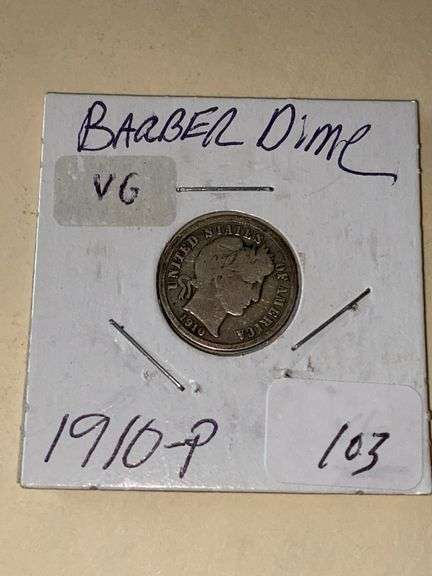 BARBER Dime
VG
UNITED STATES OF AMERICA
1910
1910-P
103